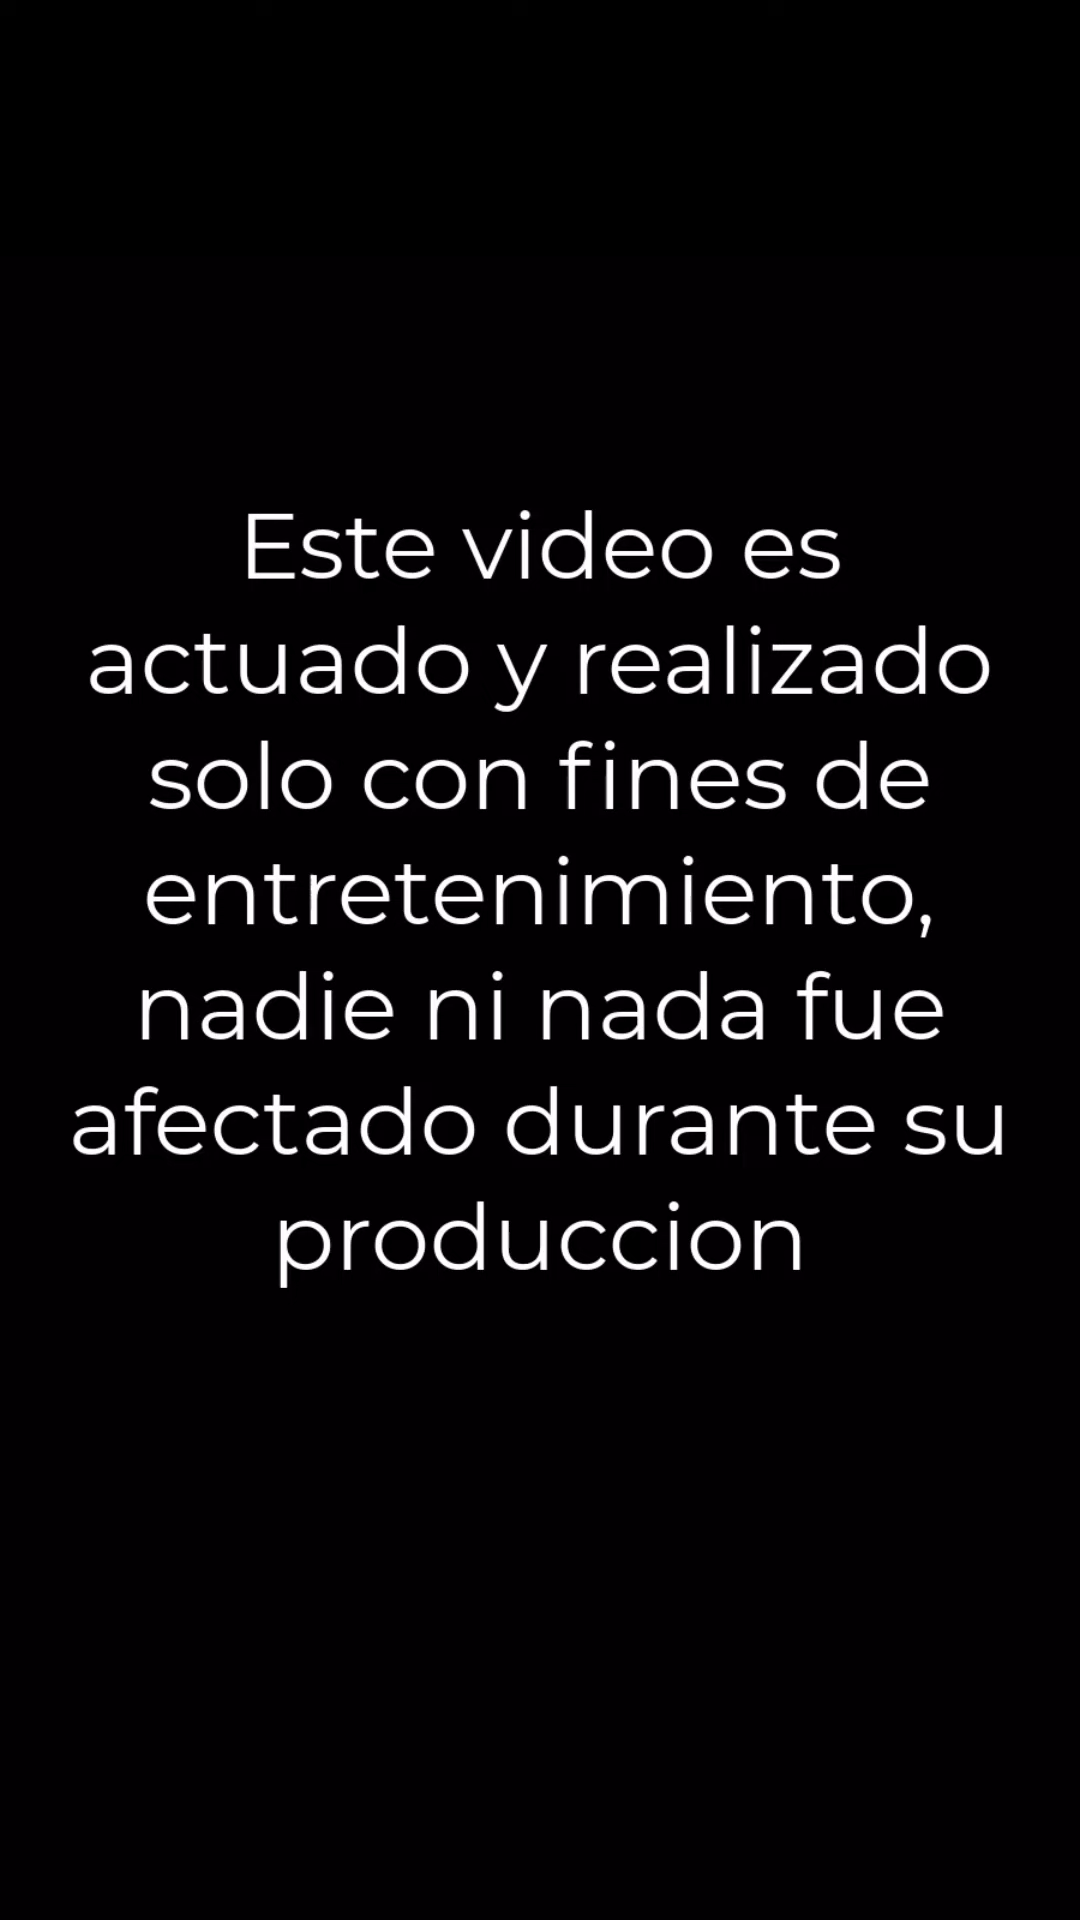 Este video es
actuado y realizado
solo con fines de
entretenimiento,
nadie ni nada fue
afectado durante su
produccion